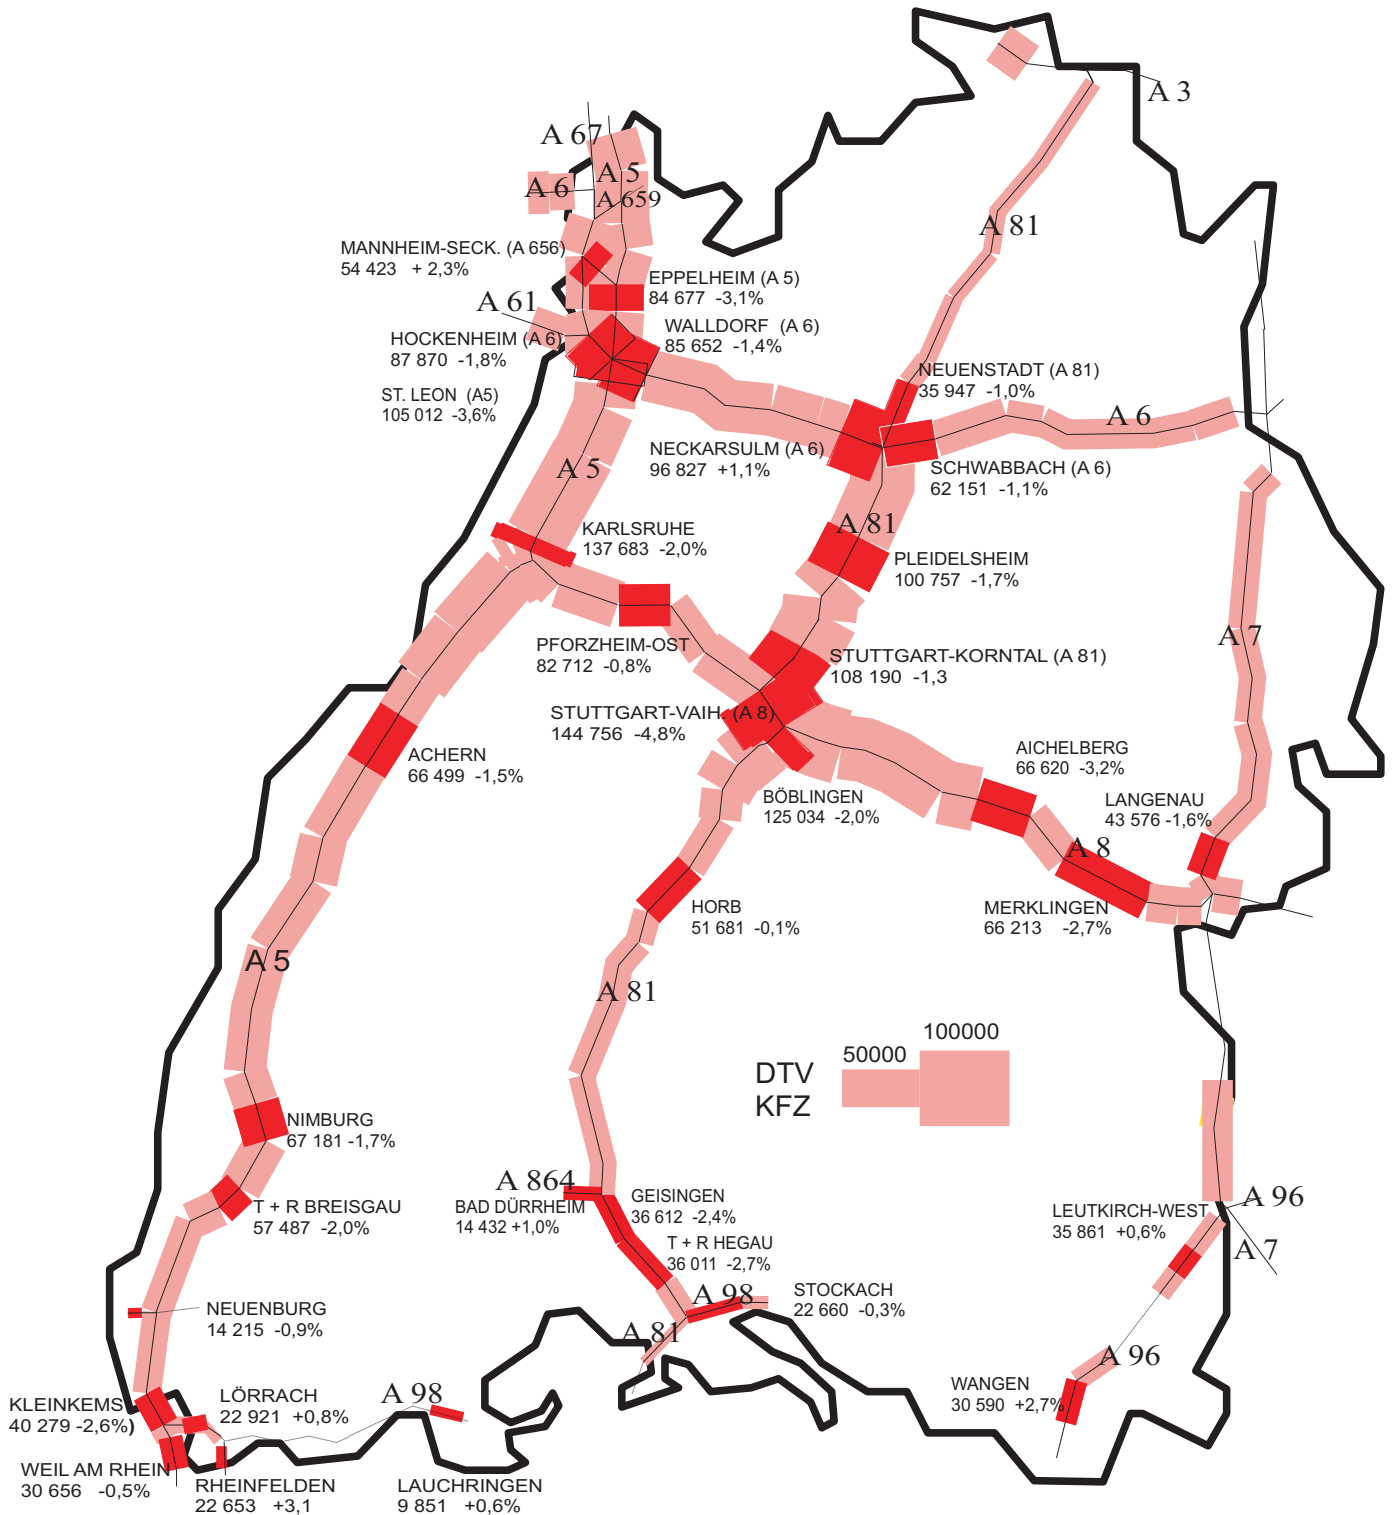 A 3
A 67
A 5
A 6
A 659
A 81
MANNHEIM-SECK. (A 656)
54 423 + 2,3%
EPPELHEIM (A 5)
84 677 -3,1%
A 61
WALLDORF (A 6)
85 652 -1,4%
HOCKENHEIM (A 6)
87 870 -1,8%
NEUENSTADT (A 81)
35 947 -1,0%
ST. LEON (A5)
105 012 -3,6%
A 6
NECKARSULM (A 6)
96 827 +1,1%
A 5
SCHWABBACH (A 6)
62 151 -1,1%
KARLSRUHE
137 683 -2,0%
A 81
PLEIDELSHEIM
100 757 -1,7%
PFORZHEIM-OST
82 712 -0,8%
A 7
STUTTGART-KORNTAL (A 81)
108 190 -1,3
STUTTGART-VAIH. (A 8)
144 756 -4,8%
ACHERN
66 499 -1,5%
AICHELBERG
66 620 -3,2%
BÖBLINGEN
125 034 -2,0%
LANGENAU
43 576 -1,6%
A 8
HORB
51 681 -0,1%
MERKLINGEN
66 213 -2,7%
A 5
A 81
100000
50000
DTV
KFZ
NIMBURG
67 181 -1,7%
A 864
BAD DÜRRHEIM
14 432 +1,0%
GEISINGEN
36 612 -2,4%
T + R BREISGAU
57 487 -2,0%
A 96
LEUTKIRCH-WEST
35 861 +0,6%
T + R HEGAU
36 011 -2,7%
A 7
A 98
STOCKACH
22 660 -0,3%
NEUENBURG
14 215 -0,9%
A 81
A 96
WANGEN
30 590 +2,7%
A 98
KLEINKEMS
40 279 -2,6%)
LÖRRACH
22 921 +0,8%
WEIL AM RHEIN
30 656 -0,5%
RHEINFELDEN
22 653 +3,1
LAUCHRINGEN
9 851 +0,6%